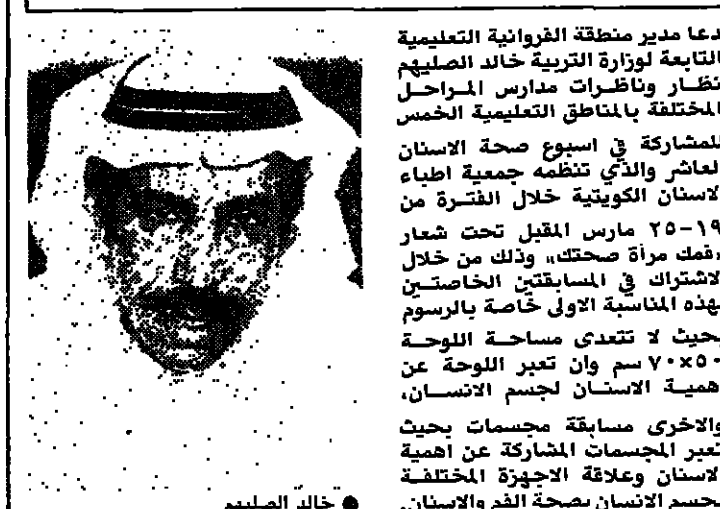 دعا مدير منطقة الفروانية التعليمية
التابعة لوزارة التربية خالد الصليهم
نظار وناظرات مدارس المراحل
المختلفة بالمناطق التعليمية الخمس
للمشاركة في اسبوع صحة الاسنان
العاشر والذي تنظمه جمعية اطباء
الاسنان الكويتية خلال الفترة من
١٩-٢٥ مارس المقبل تحت شعار
«فمك مرآة صحتك»، وذلك من خلال
الاشتراك في المسابقتين الخاصتين
بهذه المناسبة الاولى خاصة بالرسوم
بحيث لا تتعدى مساحة اللوحة
٥٠×٧٠ سم وان تعبر اللوحة عن
اهمية الاسنان لجسم الانسان،
والاخرى مسابقة مجسمات بحيث
تعبر المجسمات المشاركة عن اهمية
الاسنان وعلاقة الاجهزة المختلفة
بجسم الانسان بصحة الفم والاسنان.
● خالد الصليهم